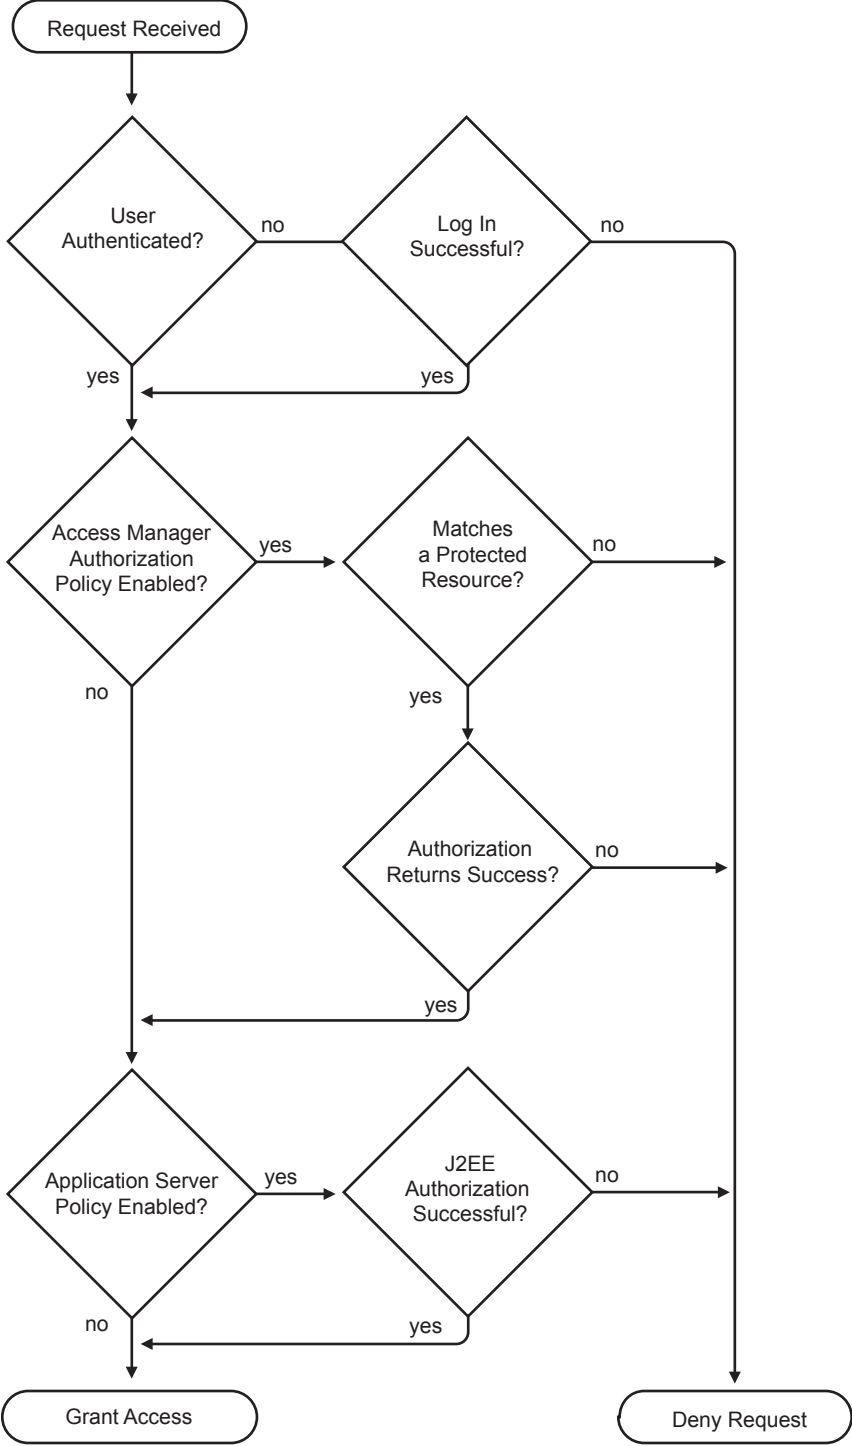 Request Received
User
Authenticated?
no
Log In
Successful?
no
yes
yes
Access Manager
Authorization
Policy Enabled?
yes
Matches
a Protected
Resource?
no
no
yes
Authorization
Returns Success?
no
yes
Application Server
Policy Enabled?
yes
J2EE
Authorization
Successful?
no
no
yes
Grant Access
Deny Request